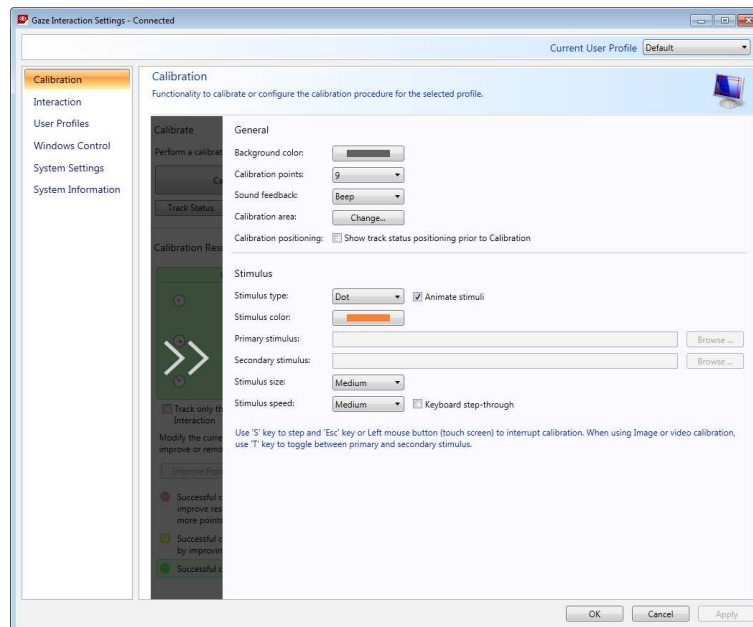 Gaze Interaction Settings - Connected
Current User Profile Default
Calibration
Interaction
User Profiles
Windows Control
System Settings
System Information
Calibration
Functionality to calibrate or configure the calibration procedure for the selected profile.
Calibrate
Perform a calibrat
Ca
Track Status
Calibration Resu
Track only th
Interaction
Modify the curre
improve or remo
Improve Poin
Successful c
improve res
more points
Successful c
by improvin
Successful c
General
Background color:
Calibration points: 9
Sound feedback: Beep
Calibration area: Change...
Calibration positioning: Show track status positioning prior to Calibration
Stimulus
Stimulus type: Dot Animate stimuli
Stimulus color:
Primary stimulus: Browse ...
Secondary stimulus: Browse ...
Stimulus size: Medium
Stimulus speed: Medium Keyboard step-through
Use 'S' key to step and 'Esc' key or Left mouse button (touch screen) to interrupt calibration. When using Image or video calibration,
use 'T' key to toggle between primary and secondary stimulus.
OK Cancel Apply